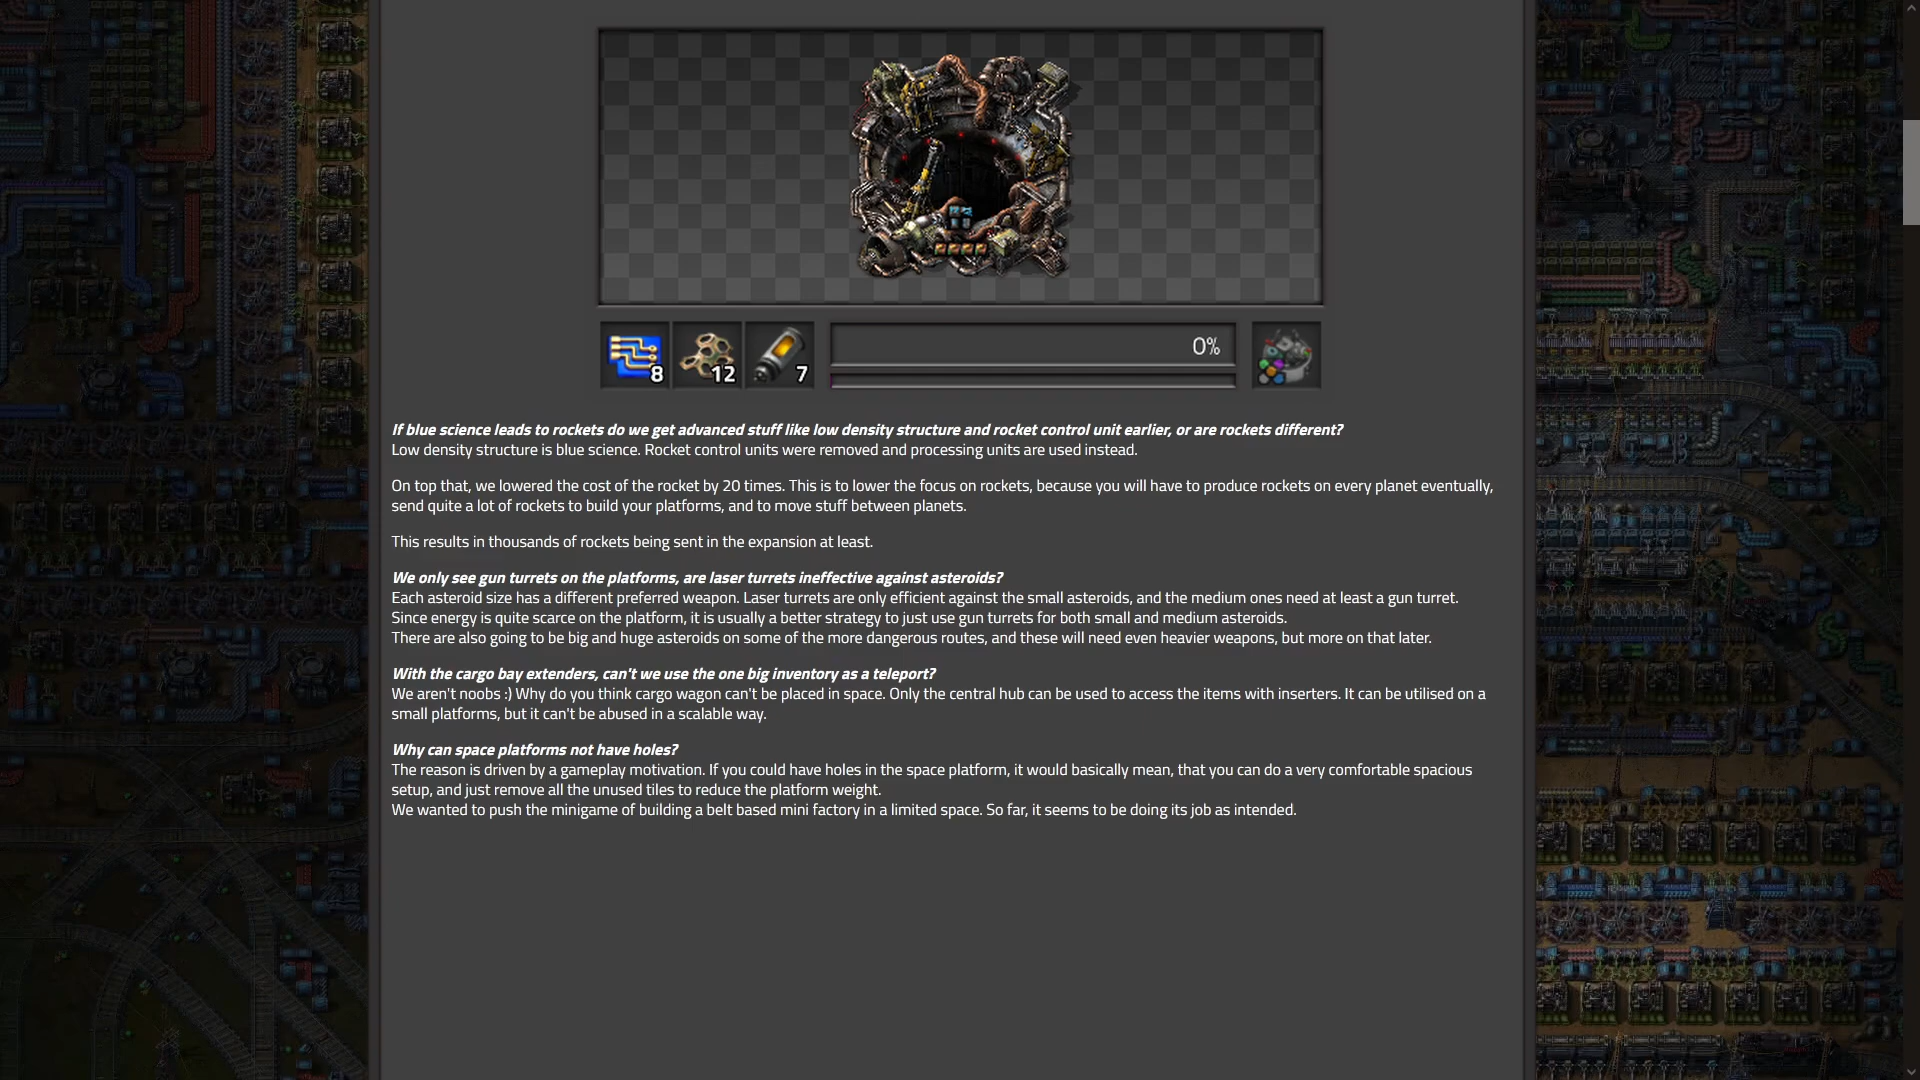 8
12
7
0%
If blue science leads to rockets do we get advanced stuff like low density structure and rocket control unit earlier, or are rockets different?
Low density structure is blue science. Rocket control units were removed and processing units are used instead.
On top that, we lowered the cost of the rocket by 20 times. This is to lower the focus on rockets, because you will have to produce rockets on every planet eventually,
send quite a lot of rockets to build your platforms, and to move stuff between planets.
This results in thousands of rockets being sent in the expansion at least.
We only see gun turrets on the platforms, are laser turrets ineffective against asteroids?
Each asteroid size has a different preferred weapon. Laser turrets are only efficient against the small asteroids, and the medium ones need at least a gun turret.
Since energy is quite scarce on the platform, it is usually a better strategy to just use gun turrets for both small and medium asteroids.
There are also going to be big and huge asteroids on some of the more dangerous routes, and these will need even heavier weapons, but more on that later.
With the cargo bay extenders, can't we use the one big inventory as a teleport?
We aren't noobs :) Why do you think cargo wagon can't be placed in space. Only the central hub can be used to access the items with inserters. It can be utilised on a
small platforms, but it can't be abused in a scalable way.
Why can space platforms not have holes?
The reason is driven by a gameplay motivation. If you could have holes in the space platform, it would basically mean, that you can do a very comfortable spacious
setup, and just remove all the unused tiles to reduce the platform weight.
We wanted to push the minigame of building a belt based mini factory in a limited space. So far, it seems to be doing its job as intended.